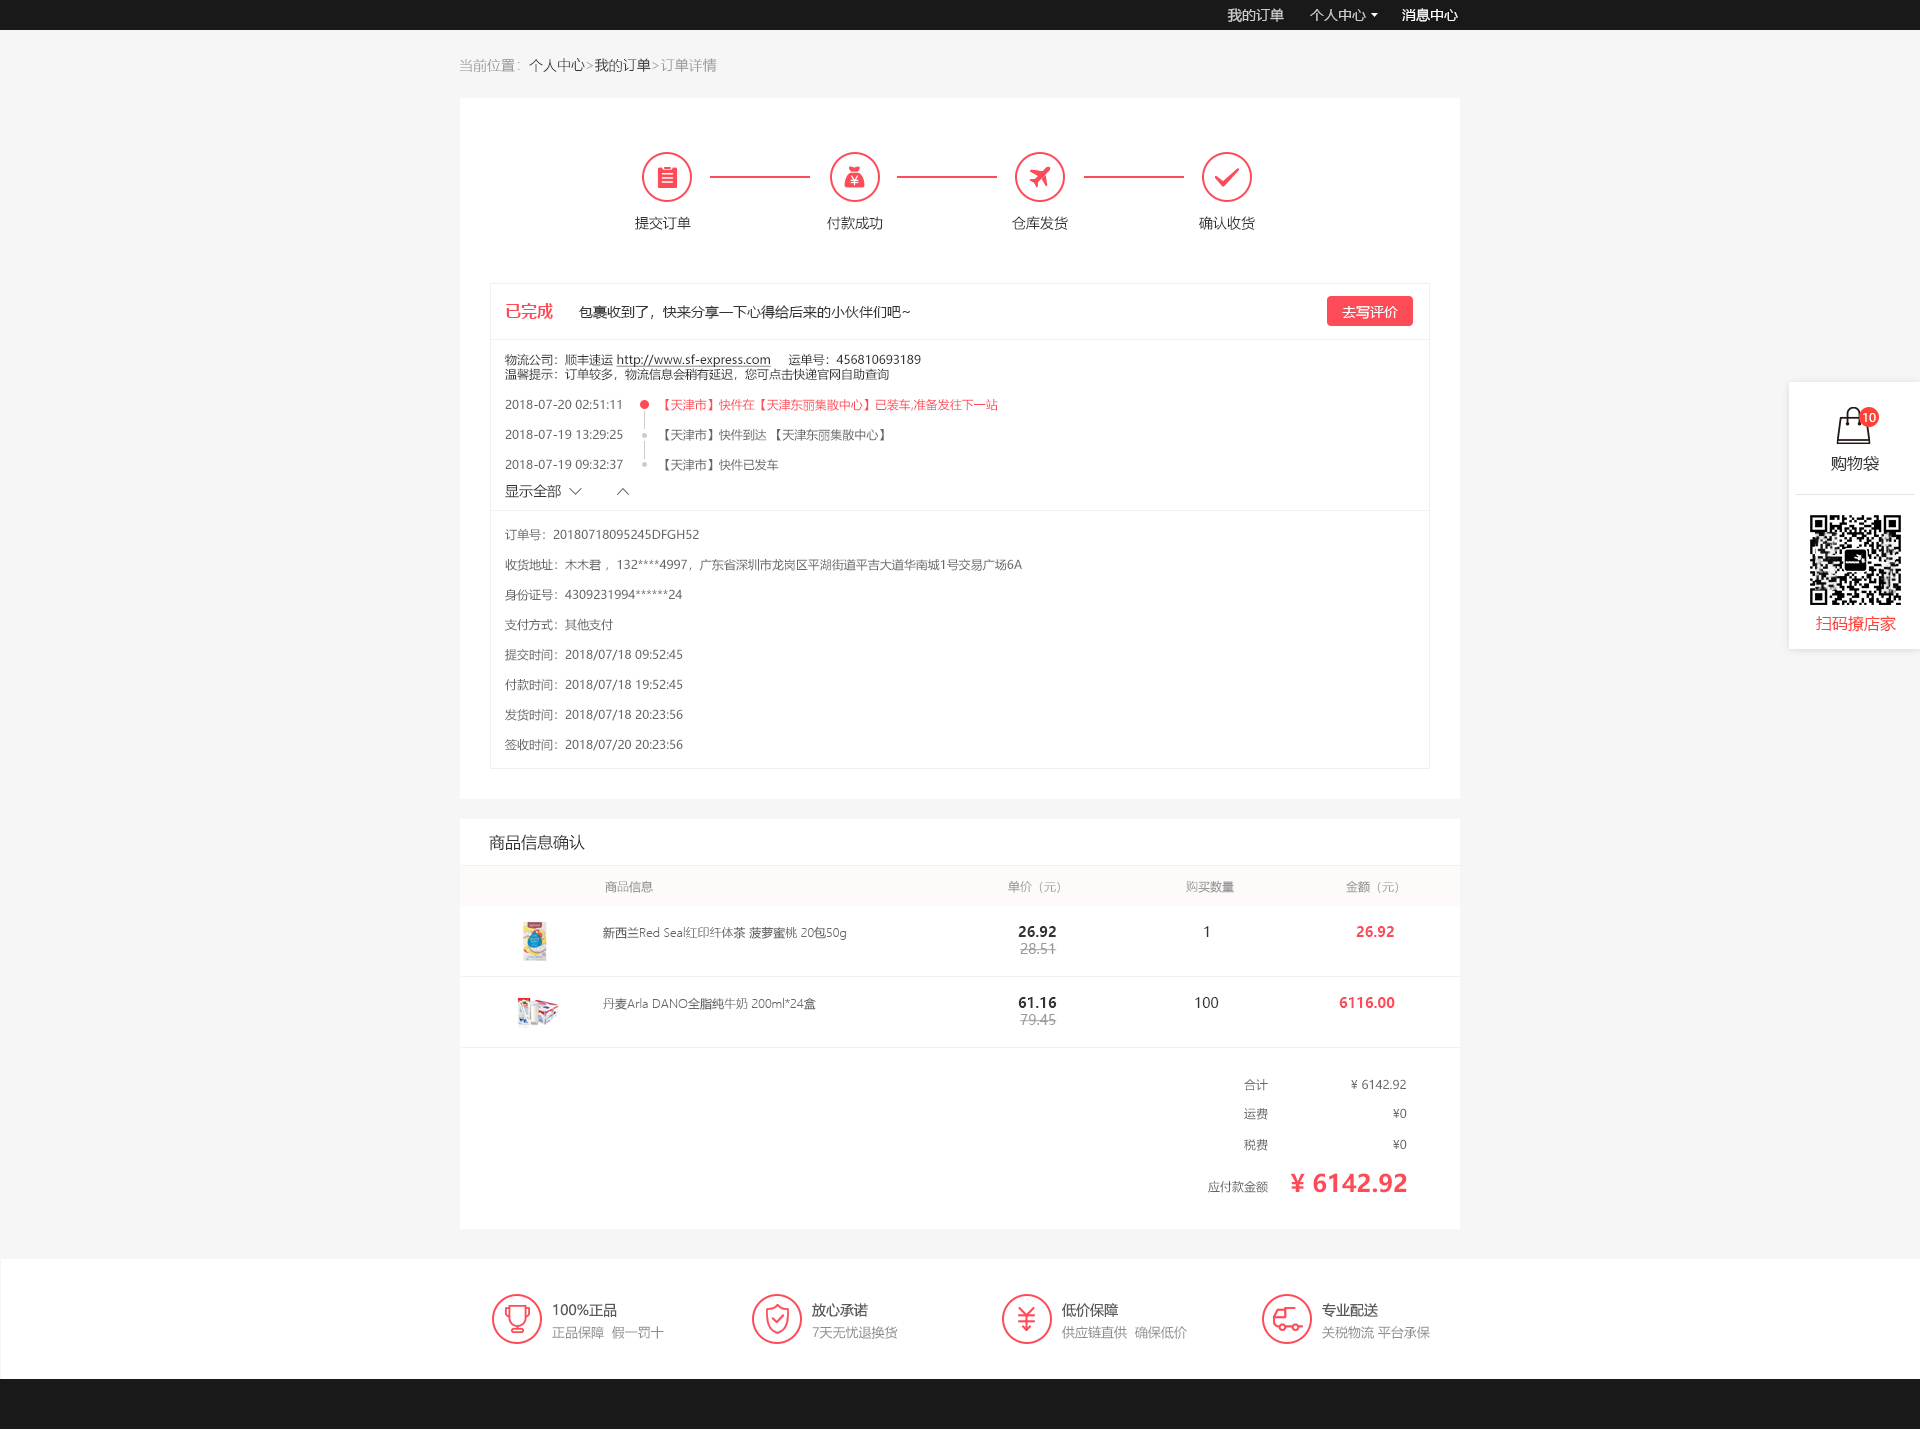 我的订单 个人中心 消息中心
当前位置：个人中心>我的订单>订单详情
提交订单 付款成功 仓库发货 确认收货
已完成 包裹收到了，快来分享一下心得给后来的小伙伴们吧~ 去写评价
物流公司：顺丰速运 http://www.sf-express.com 运单号：456810693189
温馨提示：订单较多，物流信息会稍有延迟，您可点击快递官网自助查询
2018-07-20 02:51:11 【天津市】快件在【天津东丽集散中心】已装车,准备发往下一站
2018-07-19 13:29:25 【天津市】快件到达 【天津东丽集散中心】
2018-07-19 09:32:37 【天津市】快件已发车
显示全部
订单号：20180718095245DFGH52
收货地址：木木君 ，132****4997，广东省深圳市龙岗区平湖街道平吉大道华南城1号交易广场6A
身份证号：4309231994******24
支付方式：其他支付
提交时间：2018/07/18 09:52:45
付款时间：2018/07/18 19:52:45
发货时间：2018/07/18 20:23:56
签收时间：2018/07/20 20:23:56
10
购物袋
扫码撩店家
商品信息确认
商品信息 单价（元） 购买数量 金额（元）
新西兰Red Seal红印纤体茶 菠萝蜜桃 20包50g 26.92 1 26.92
28.51
丹麦Arla DANO全脂纯牛奶 200ml*24盒 61.16 100 6116.00
79.45
合计 ¥ 6142.92
运费 ¥0
税费 ¥0
应付款金额 ¥ 6142.92
100%正品 放心承诺 低价保障 专业配送
正品保障 假一罚十 7天无忧退换货 供应链直供 确保低价 关税物流 平台承保